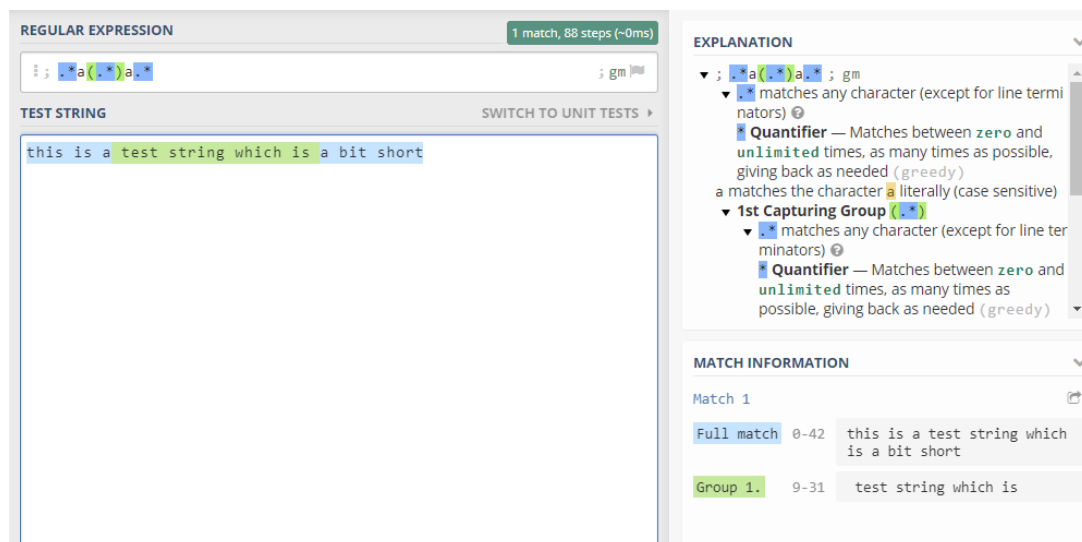 REGULAR EXPRESSION
1 match, 88 steps (~0ms)
; .*a(.*)a.* ; gm
TEST STRING
SWITCH TO UNIT TESTS
this is a test string which is a bit short
EXPLANATION
; .*a(.*)a.* ; gm
.* matches any character (except for line termi
nators)
* Quantifier — Matches between zero and
unlimited times, as many times as possible,
giving back as needed (greedy)
a matches the character a literally (case sensitive)
1st Capturing Group (.*)
.* matches any character (except for line ter
minators)
* Quantifier — Matches between zero and
unlimited times, as many times as
possible, giving back as needed (greedy)
MATCH INFORMATION
Match 1
Full match 0-42 this is a test string which
is a bit short
Group 1. 9-31 test string which is